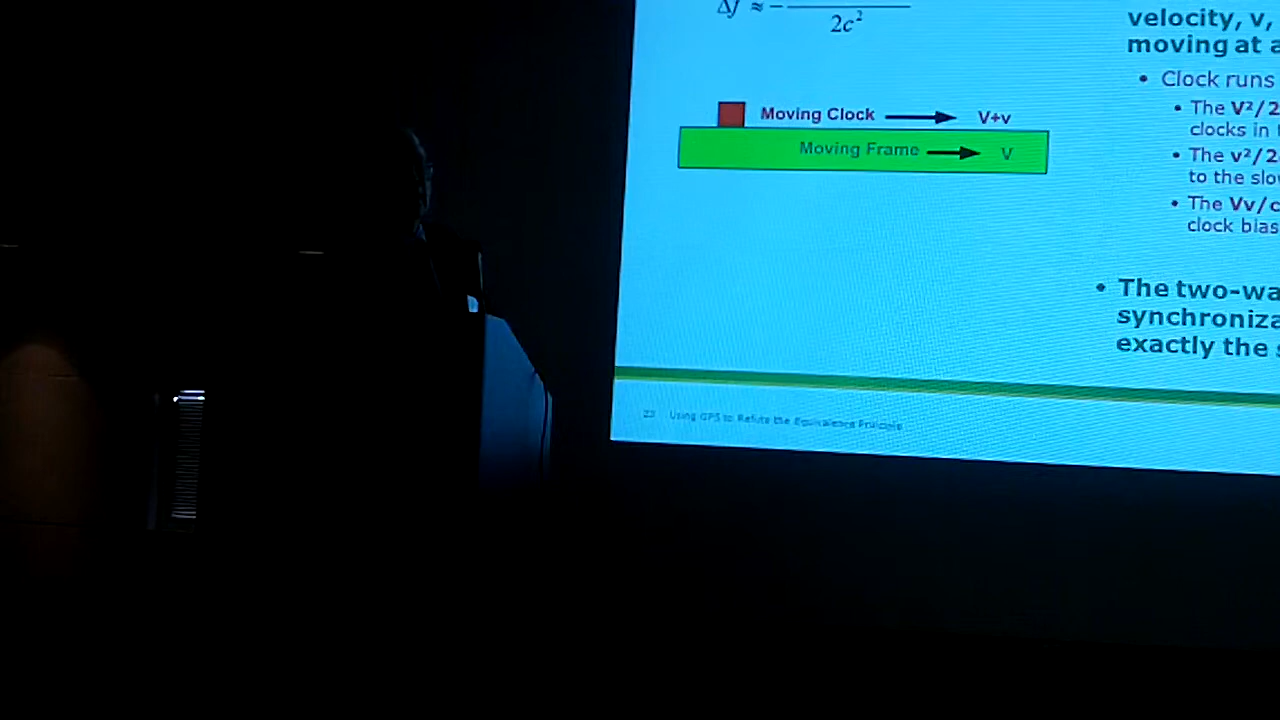 Δf ≈ -
2c²
Moving Clock
V+v
Moving Frame
V
velocity, v,
moving at a
• Clock runs
• The V²/2
clocks in
• The v²/2
to the slo
• The Vv/c
clock bias
• The two-wa
synchroniza
exactly the
23 Using GPS to Refute the Equivalence Principle